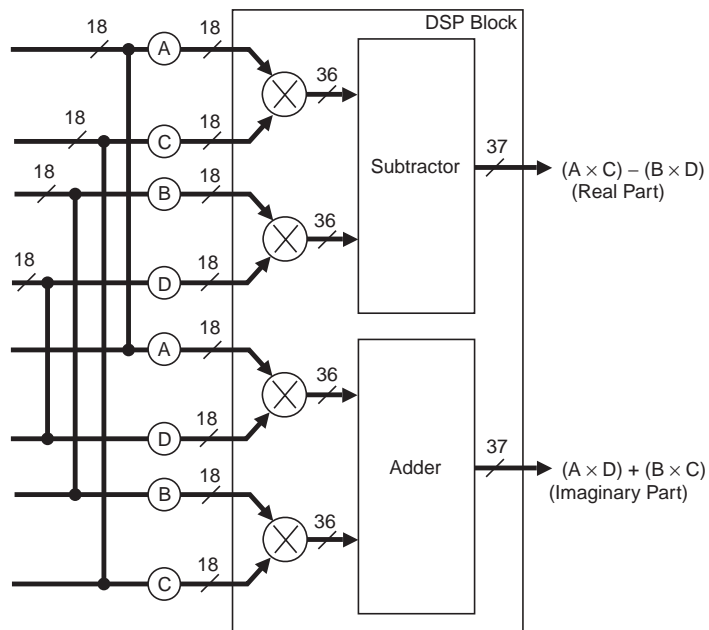 DSP Block
18
A
18
36
18
C
18
Subtractor
37
(A × C) – (B × D)
(Real Part)
18
B
18
36
18
D
18
18
A
36
D
18
Adder
37
(A × D) + (B × C)
(Imaginary Part)
B
18
36
C
18